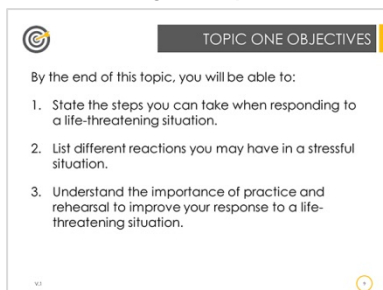 TOPIC ONE OBJECTIVES
By the end of this topic, you will be able to:
1. State the steps you can take when responding to
a life-threatening situation.
2. List different reactions you may have in a stressful
situation.
3. Understand the importance of practice and
rehearsal to improve your response to a life-
threatening situation.
V.1